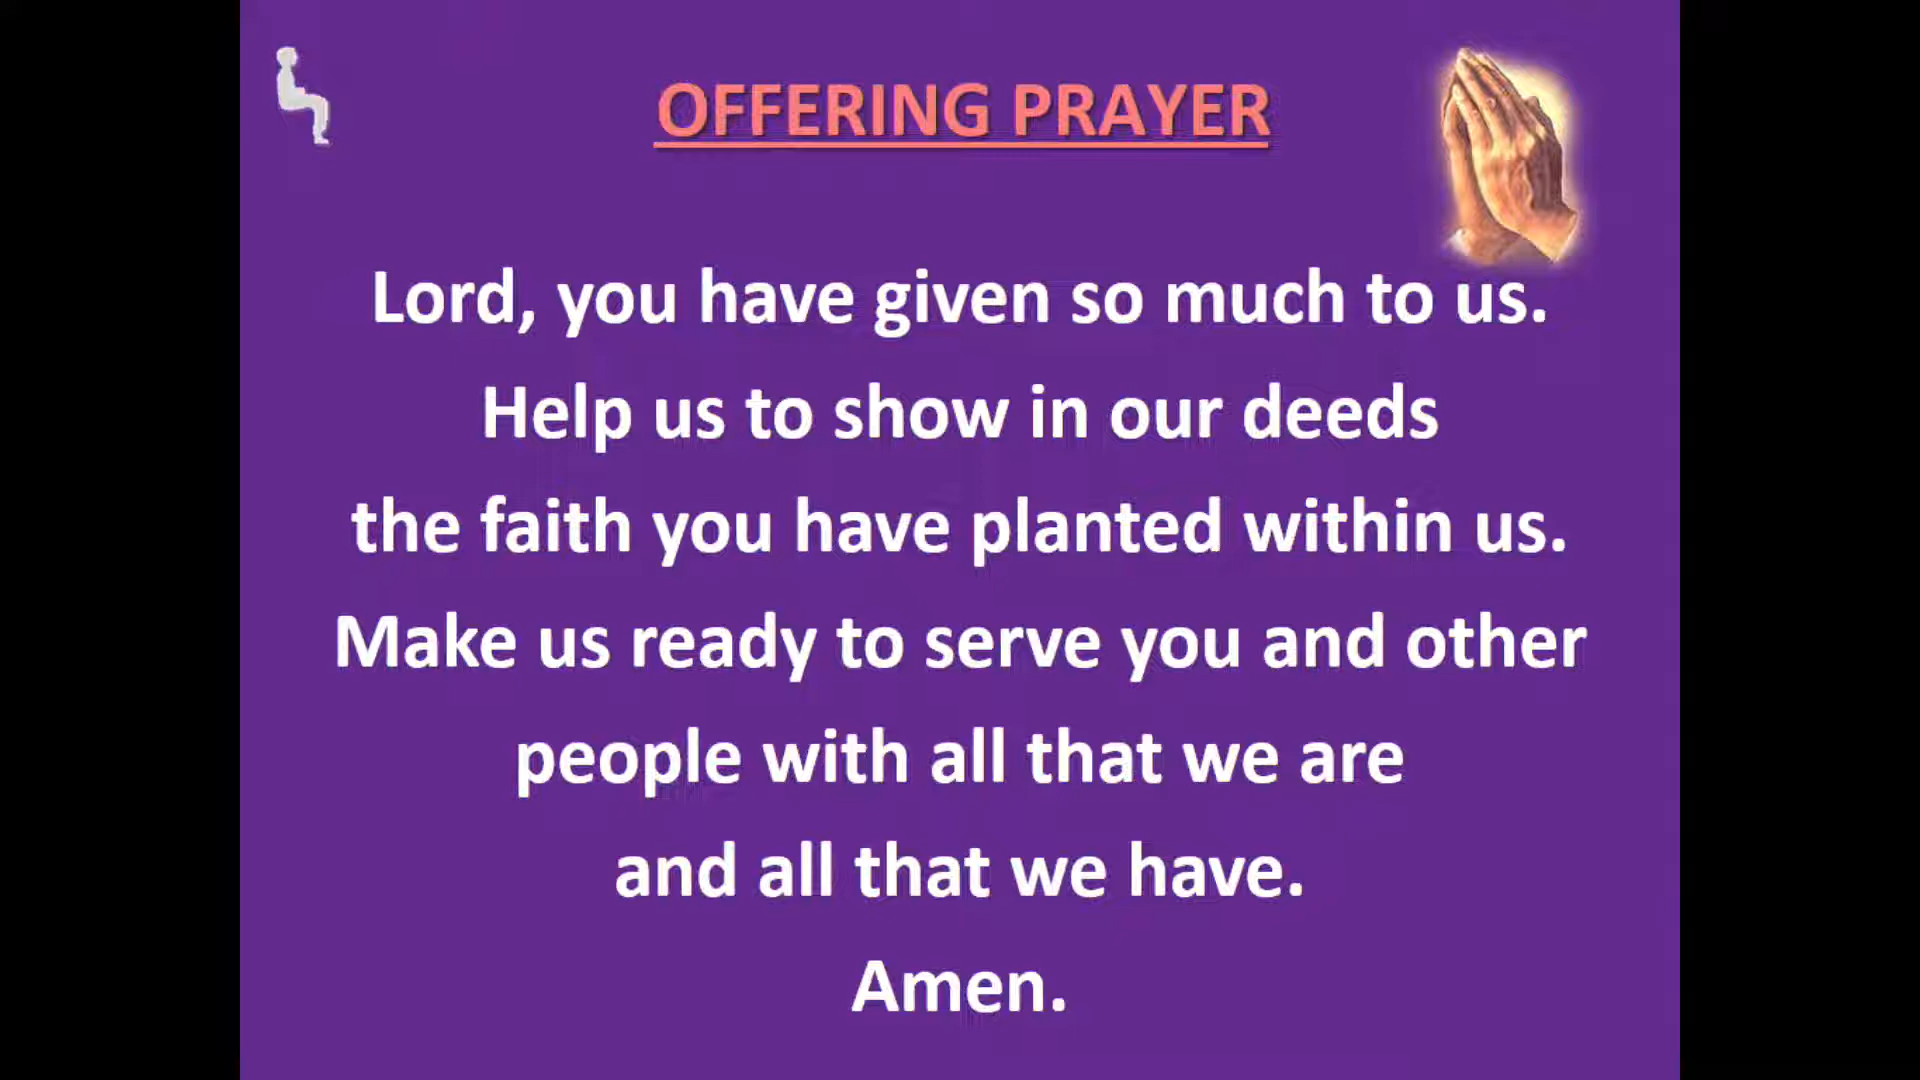 OFFERING PRAYER
Lord, you have given so much to us.
Help us to show in our deeds
the faith you have planted within us.
Make us ready to serve you and other
people with all that we are
and all that we have.
Amen.